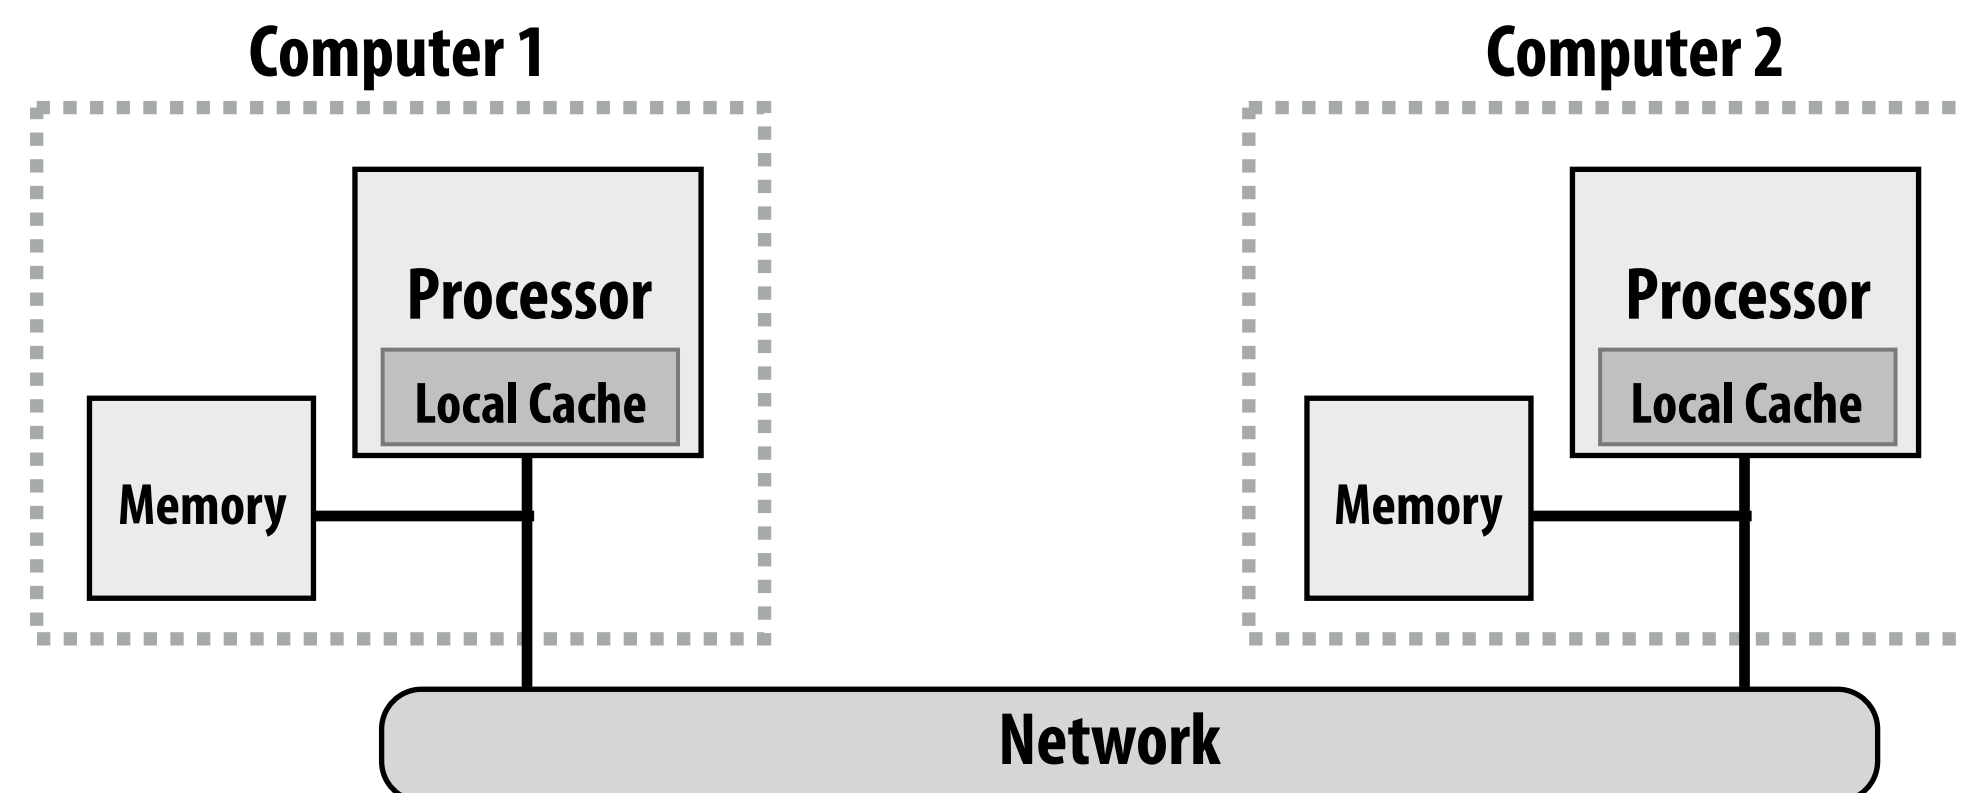 Computer 1
Computer 2
Processor
Local Cache
Memory
Processor
Local Cache
Memory
Network